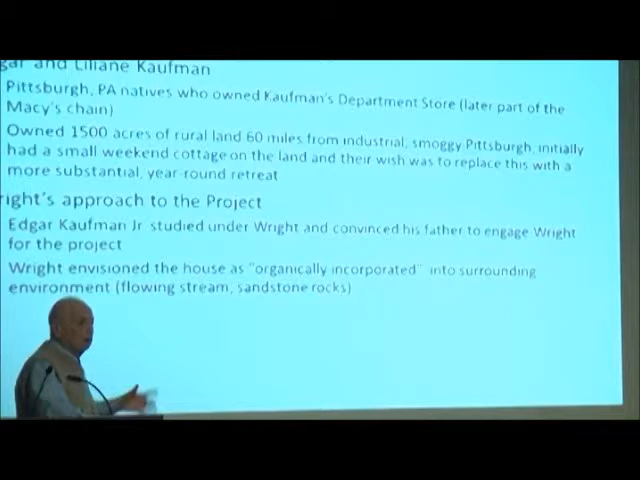 gar and Liliane Kaufman
Pittsburgh, PA natives who owned Kaufman's Department Store (later part of the
Macy's chain)
Owned 1500 acres of rural land 60 miles from industrial, smoggy Pittsburgh, initially
had a small weekend cottage on the land and their wish was to replace this with a
more substantial, year-round retreat
right's approach to the Project
Edgar Kaufman Jr studied under Wright and convinced his father to engage Wright
for the project
Wright envisioned the house as "organically incorporated" into surrounding
environment (flowing stream, sandstone rocks)